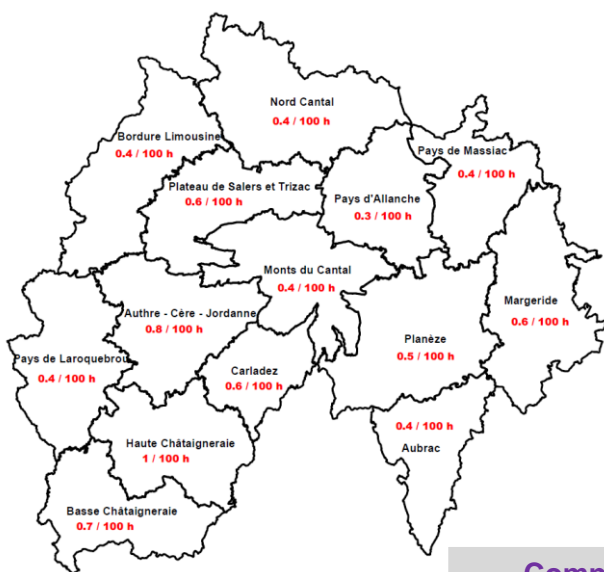 Nord Cantal
0.4 / 100 h
Bordure Limousine
0.4 / 100 h
Pays de Massiac
0.4 / 100 h
Plateau de Salers et Trizac
0.6 / 100 h
Pays d'Allanche
0.3 / 100 h
Monts du Cantal
0.4 / 100 h
Margeride
0.6 / 100 h
Authre - Cère - Jordanne
0.8 / 100 h
Planèze
0.5 / 100 h
Pays de Laroquebrou
0.4 / 100 h
Carladez
0.6 / 100 h
0.4 / 100 h
Aubrac
Haute Châtaigneraie
1 / 100 h
Basse Châtaigneraie
0.7 / 100 h